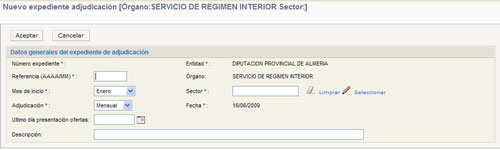 Nuevo expediente adjudicación [Órgano:SERVICIO DE REGIMEN INTERIOR Sector:]
Aceptar Cancelar
Datos generales del expediente de adjudicación
Número expediente * : Entidad * : DIPUTACION PROVINCIAL DE ALMERIA
Referencia (AAAA/MM) * : Órgano: SERVICIO DE REGIMEN INTERIOR
Mes de inicio * : Enero Sector * : Limpiar Seleccionar
Adjudicación * : Mensual Fecha * : 16/06/2009
Ultimo día presentación ofertas:
Descripción: